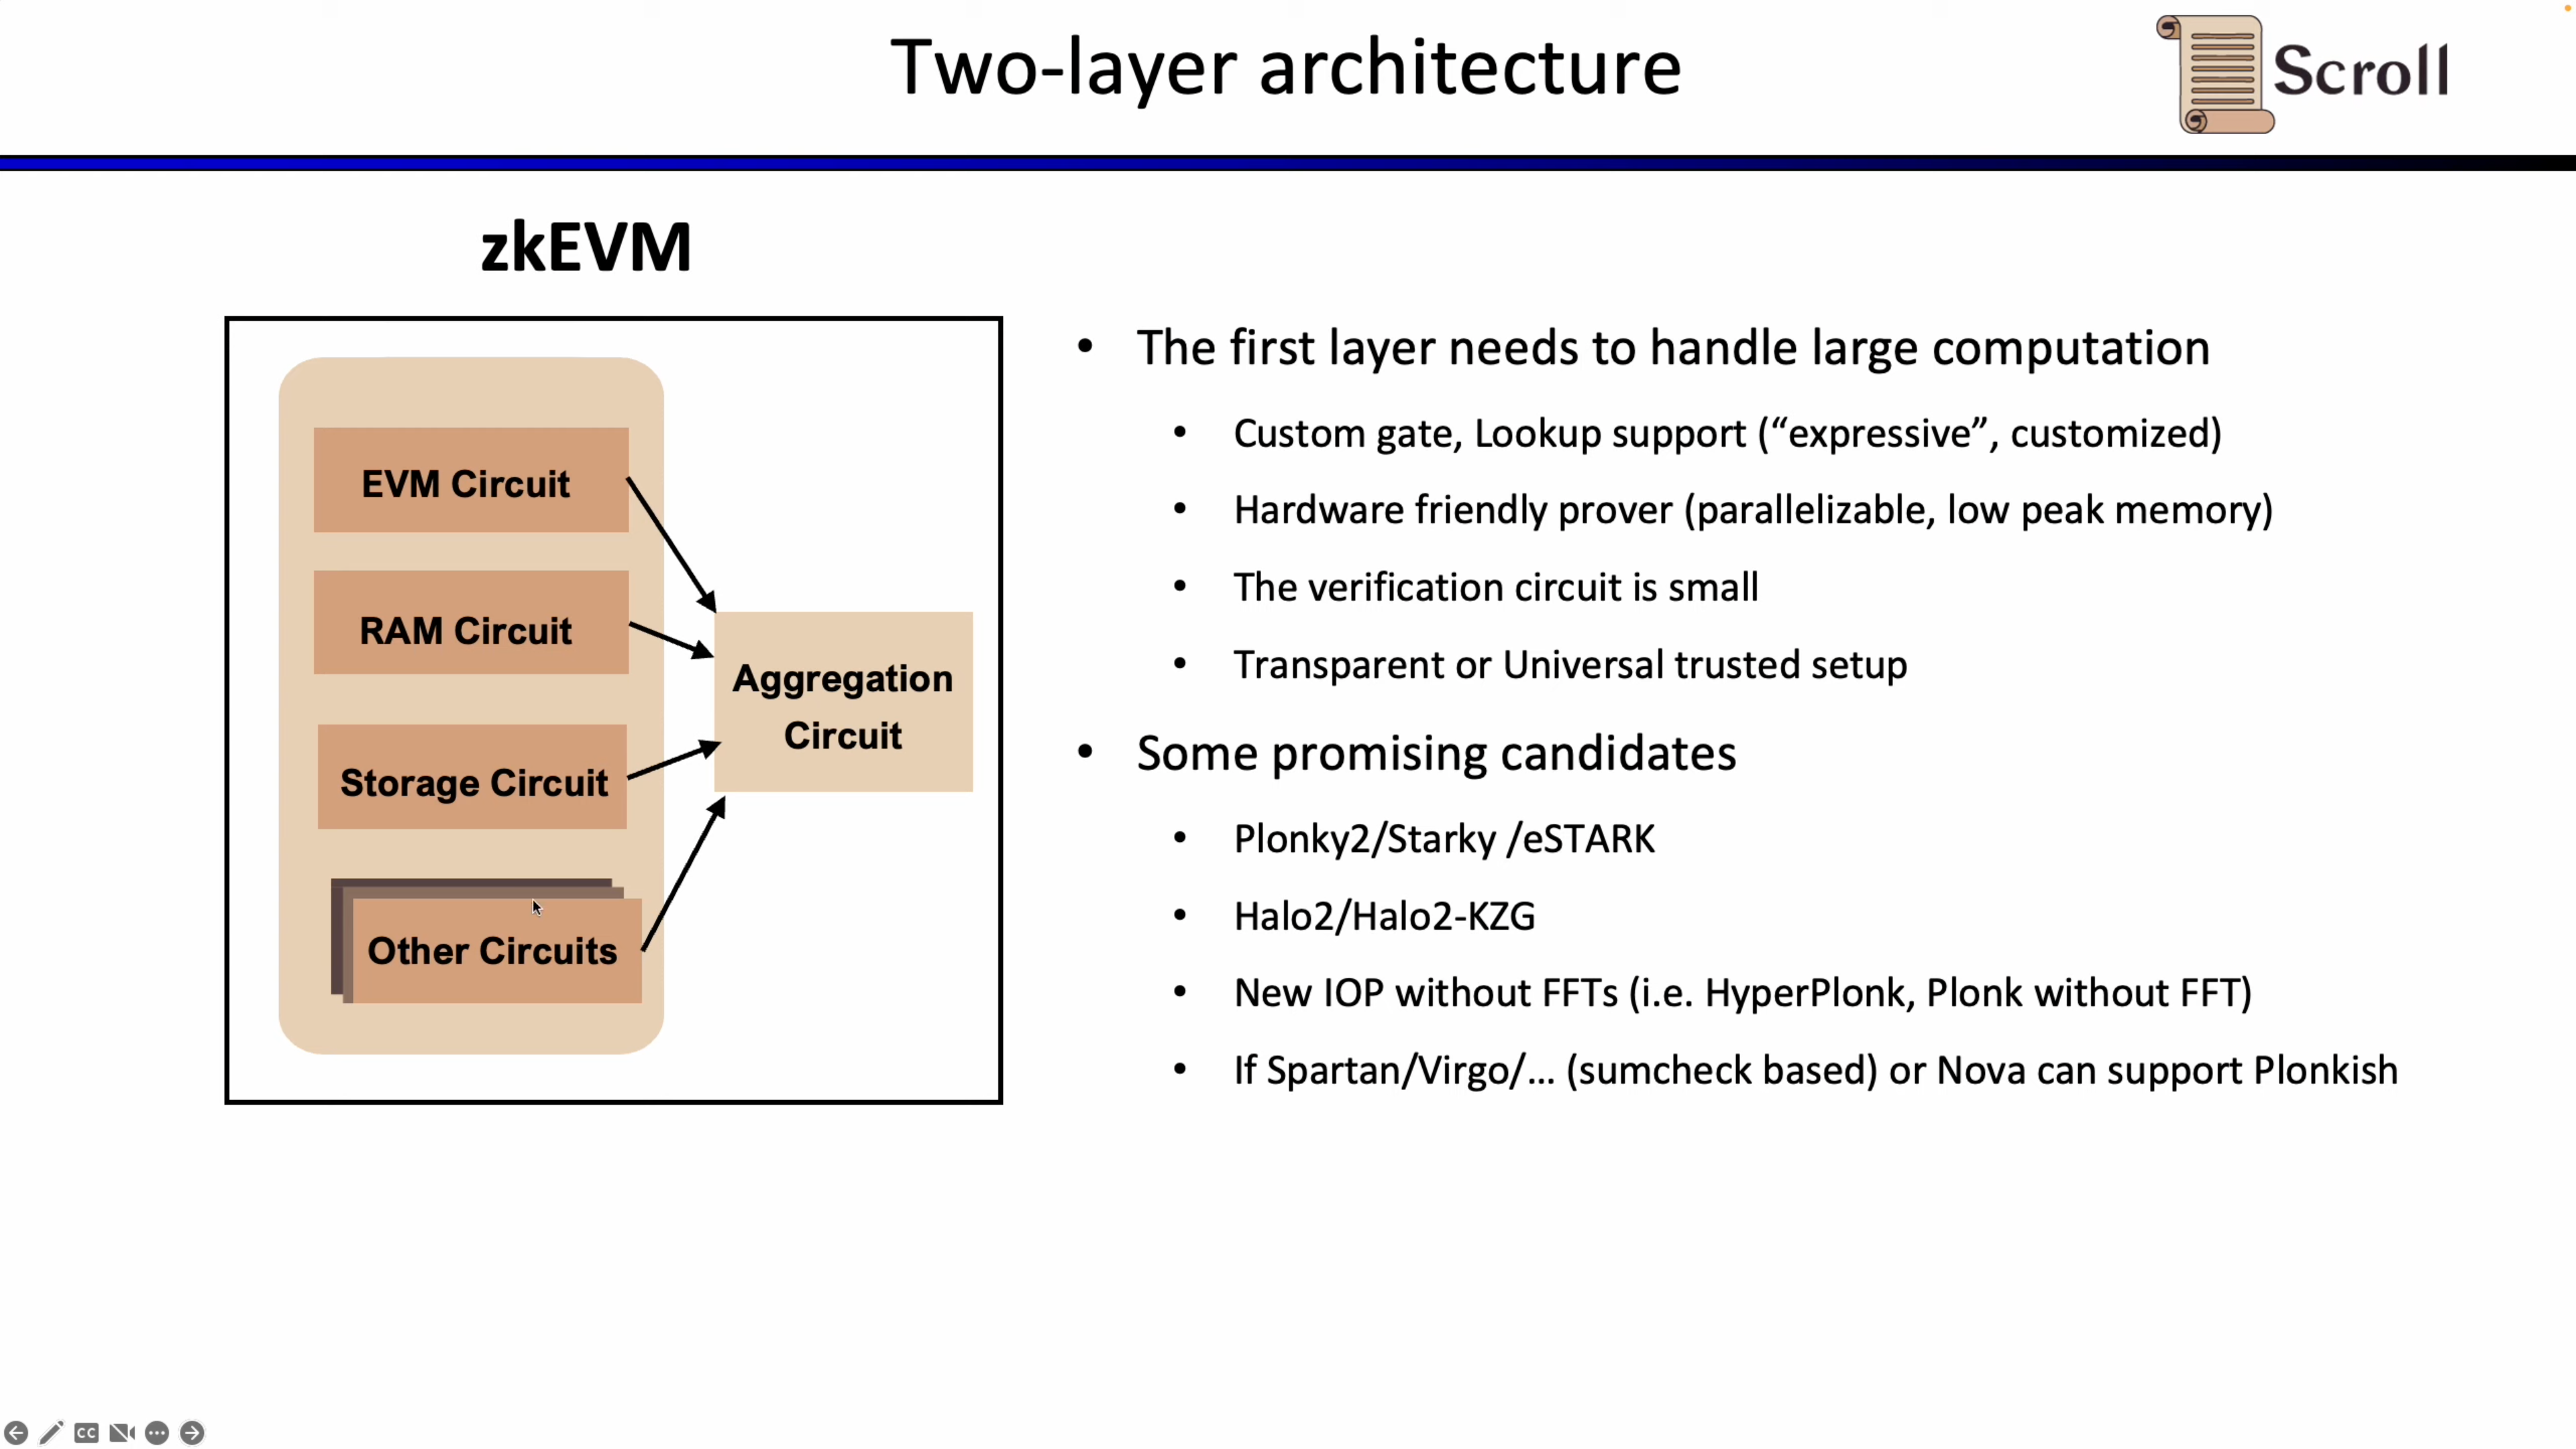 Two-layer architecture
Scroll
zkEVM
EVM Circuit
RAM Circuit
Storage Circuit
Other Circuits
Aggregation
Circuit
• The first layer needs to handle large computation
• Custom gate, Lookup support (“expressive”, customized)
• Hardware friendly prover (parallelizable, low peak memory)
• The verification circuit is small
• Transparent or Universal trusted setup
• Some promising candidates
• Plonky2/Starky /eSTARK
• Halo2/Halo2-KZG
• New IOP without FFTs (i.e. HyperPlonk, Plonk without FFT)
• If Spartan/Virgo/... (sumcheck based) or Nova can support Plonkish
CC